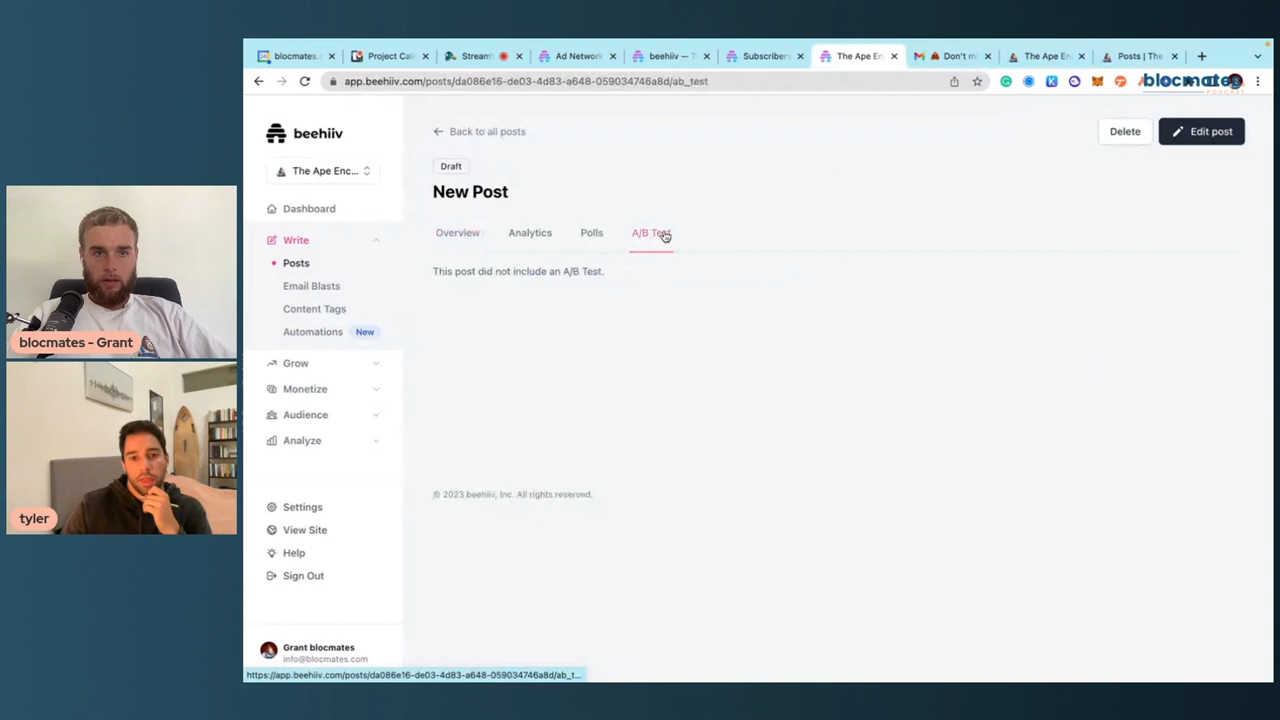 blocmates.
Project Cal
Stream
Ad Network
beehiiv — T
Subscribers
The Ape En
Don't mi
The Ape En
Posts | The
app.beehiiv.com/posts/da086e16-de03-4d83-a648-059034746a8d/ab_test
blocmates
PODCAST
beehiiv
The Ape Enc...
Dashboard
Write
Posts
Email Blasts
Content Tags
Automations New
Grow
Monetize
Audience
Analyze
Settings
View Site
Help
Sign Out
Grant blocmates
info@blocmates.com
Back to all posts
Delete
Edit post
Draft
New Post
Overview
Analytics
Polls
A/B Test
This post did not include an A/B Test.
© 2023 beehiiv, Inc. All rights reserved.
https://app.beehiiv.com/posts/da086e16-de03-4d83-a648-059034746a8d/ab_t...
blocmates - Grant
tyler